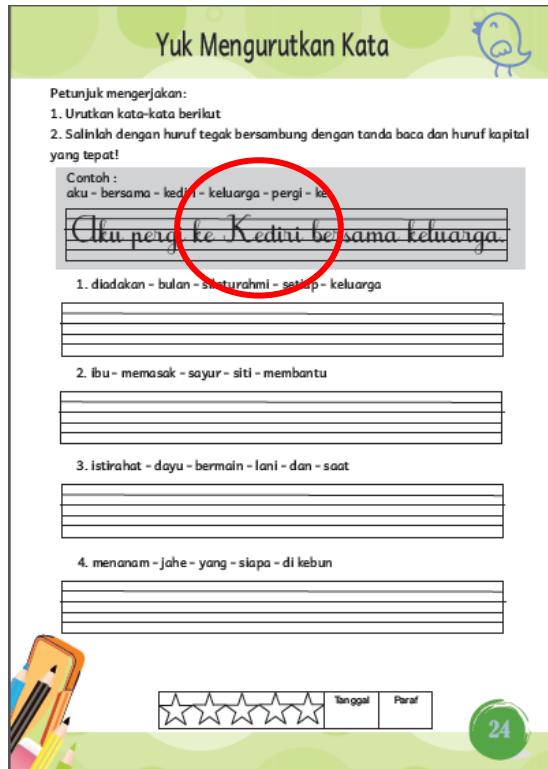 Yuk Mengurutkan Kata
Petunjuk mengerjakan:
1. Urutkan kata-kata berikut
2. Salinlah dengan huruf tegak bersambung dengan tanda baca dan huruf kapital
yang tepat!
Contoh :
aku - bersama - kediri - keluarga - pergi - ke
Aku pergi ke Kediri bersama keluarga.
1. diadakan - bulan - silaturahmi - setiap - keluarga
2. ibu - memasak - sayur - siti - membantu
3. istirahat - dayu - bermain - lani - dan - saat
4. menanam - jahe - yang - siapa - di kebun
Tanggal Paraf
24